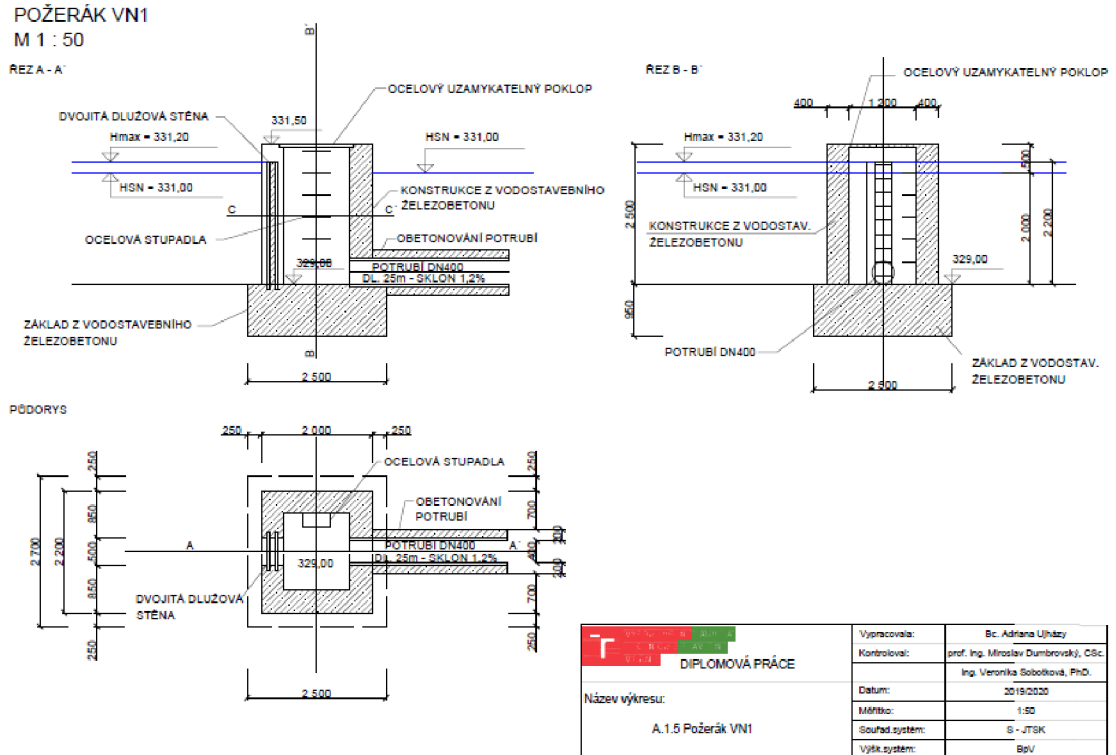 POŽERÁK VN1
M 1 : 50
ŘEZ A - A´
B´
OCELOVÝ UZAMYKATELNÝ POKLOP
DVOJITÁ DLUŽOVÁ STĚNA
331,50
Hmax = 331,20
HSN = 331,00
HSN = 331,00
KONSTRUKCE Z VODOSTAVEBNÍHO
ŽELEZOBETONU
C
C´
OCELOVÁ STUPADLA
OBETONOVÁNÍ POTRUBÍ
329,00
POTRUBÍ DN400
DL. 25m - SKLON 1,2%
ZÁKLAD Z VODOSTAVEBNÍHO
ŽELEZOBETONU
B
2 500
ŘEZ B - B´
OCELOVÝ UZAMYKATELNÝ POKLOP
400
1 200
400
Hmax = 331,20
HSN = 331,00
500
2 500
KONSTRUKCE Z VODOSTAV.
ŽELEZOBETONU
2 000
2 200
329,00
950
POTRUBÍ DN400
ZÁKLAD Z VODOSTAV.
ŽELEZOBETONU
2 500
PŮDORYS
250
2 000
250
250
250
OCELOVÁ STUPADLA
850
700
OBETONOVÁNÍ
POTRUBÍ
2 700
2 200
500
A
A´
POTRUBÍ DN400
DL. 25m - SKLON 1,2%
200
400
200
329,00
850
700
DVOJITÁ DLUŽOVÁ
STĚNA
250
250
2 500
DIPLOMOVÁ PRÁCE
Název výkresu:
A.1.5 Požerák VN1
Vypracovala: Bc. Adriana Ujházy
Kontroloval: prof. Ing. Miroslav Dumbrovský, CSc.
Ing. Veronika Sobotková, PhD.
Datum: 2019/2020
Měřítko: 1:50
Souřad.systém: S - JTSK
Výšk.systém: BpV